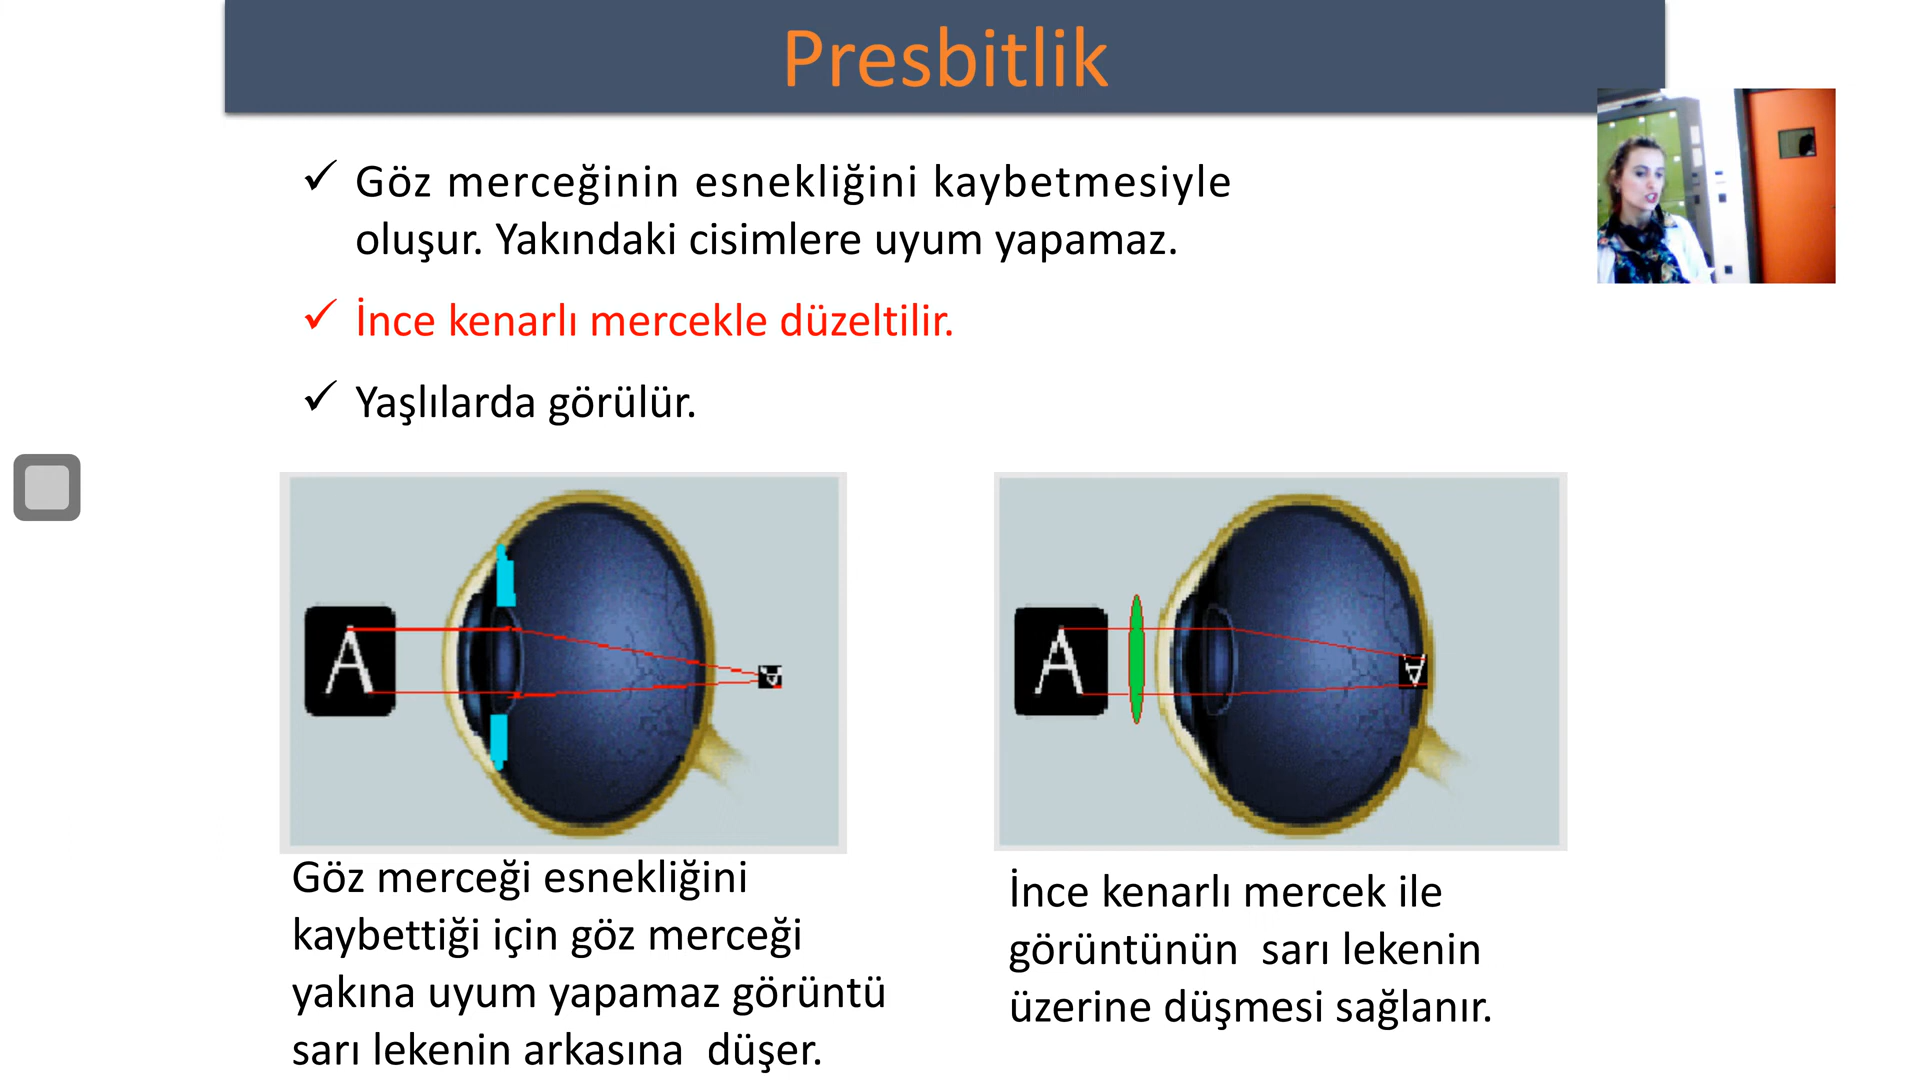 Presbitlik
Göz merceğinin esnekliğini kaybetmesiyle
oluşur. Yakındaki cisimlere uyum yapamaz.
İnce kenarlı mercekle düzeltilir.
Yaşlılarda görülür.
A
A
A
A
Göz merceği esnekliğini
kaybettiği için göz merceği
yakına uyum yapamaz görüntü
sarı lekenin arkasına düşer.
İnce kenarlı mercek ile
görüntünün sarı lekenin
üzerine düşmesi sağlanır.